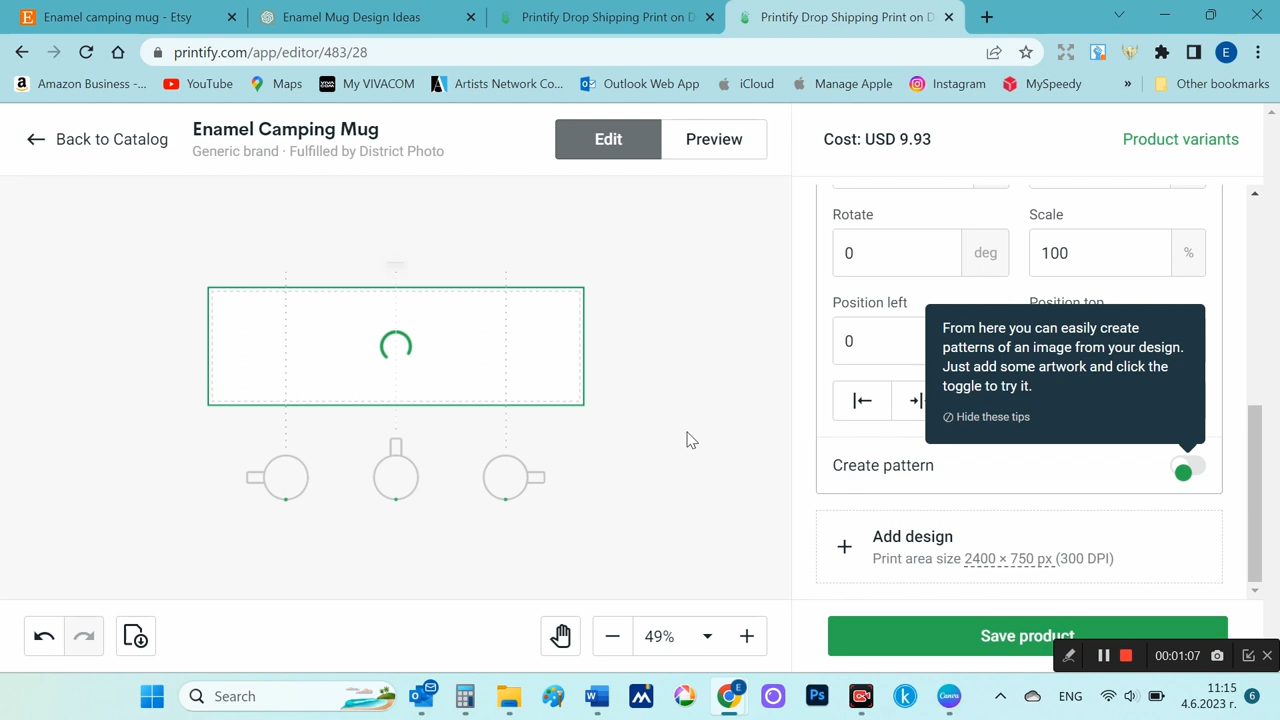 Enamel camping mug - Etsy
Enamel Mug Design Ideas
Printify Drop Shipping Print on D
Printify Drop Shipping Print on D
printify.com/app/editor/483/28
E
Amazon Business -...
YouTube
Maps
My VIVACOM
Artists Network Co...
Outlook Web App
iCloud
Manage Apple
Instagram
MySpeedy
»
Other bookmarks
Back to Catalog
Enamel Camping Mug
Generic brand · Fulfilled by District Photo
Edit
Preview
Cost: USD 9.93
Product variants
Rotate
Scale
0
deg
100
%
Position left
Position top
0
From here you can easily create
patterns of an image from your design.
Just add some artwork and click the
toggle to try it.
Hide these tips
Create pattern
Add design
Print area size 2400 × 750 px (300 DPI)
49%
Save product
00:01:07
Search
ENG
11:15
4.6.2023 г.
6